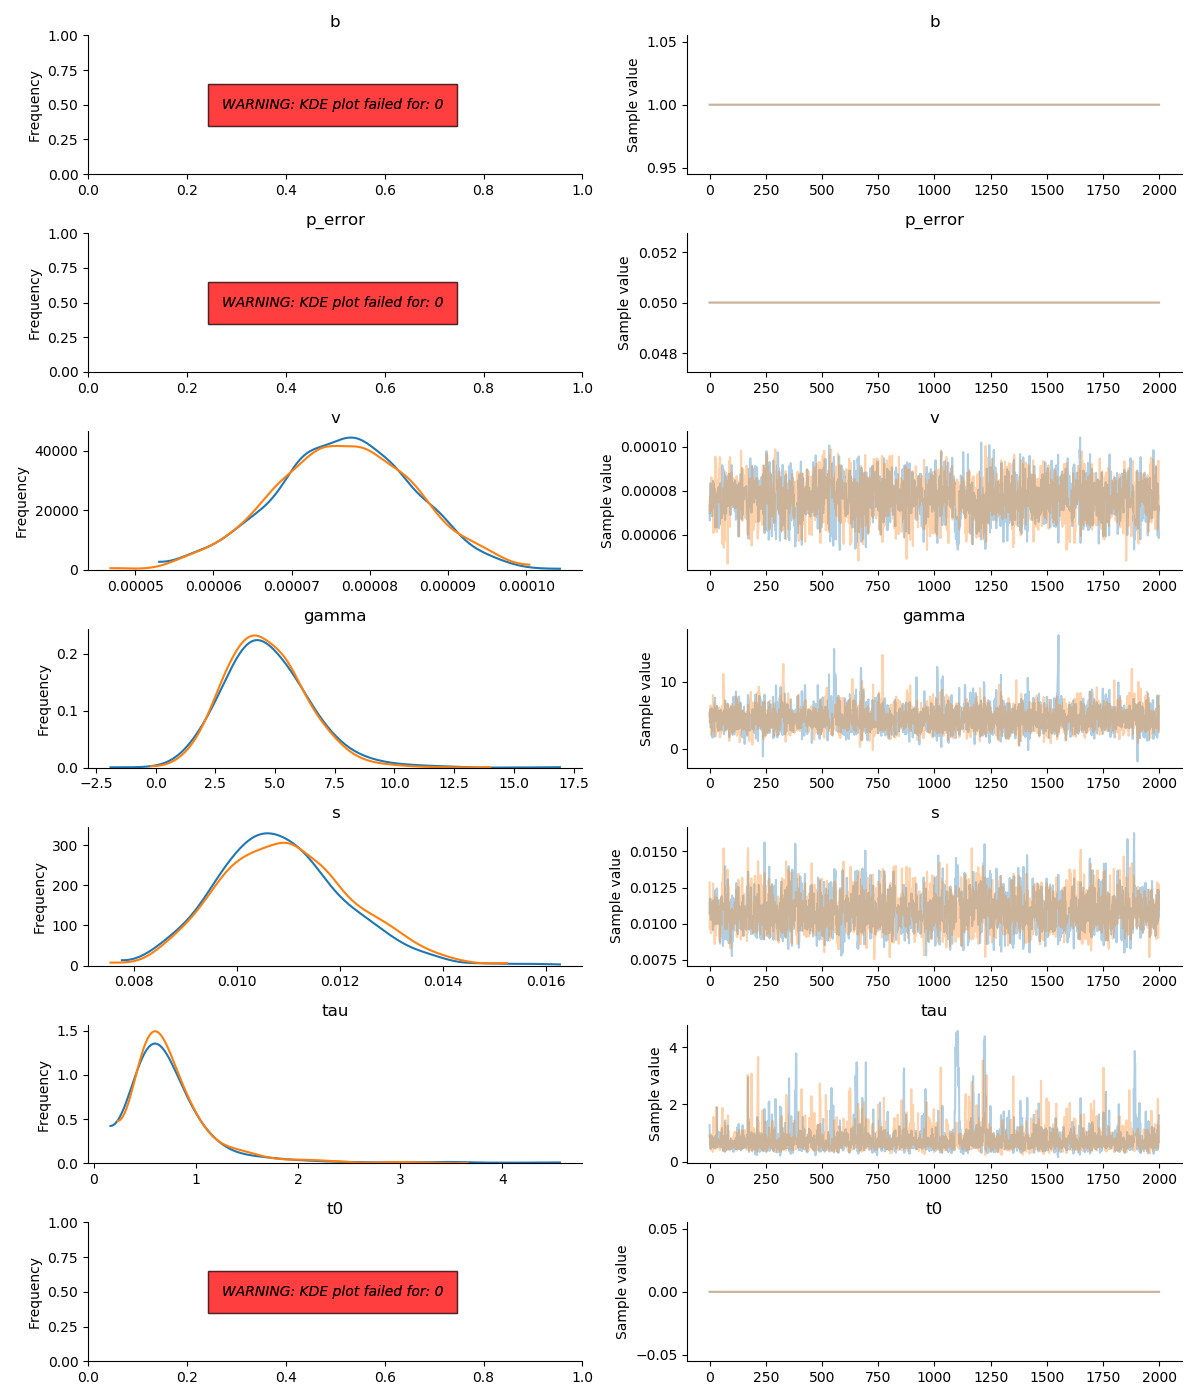 b
b
1.00
0.75
0.50
0.25
0.00
Frequency
WARNING: KDE plot failed for: 0
0.0 0.2 0.4 0.6 0.8 1.0
1.05
1.00
0.95
Sample value
0 250 500 750 1000 1250 1500 1750 2000
p_error
p_error
1.00
0.75
0.50
0.25
0.00
Frequency
WARNING: KDE plot failed for: 0
0.0 0.2 0.4 0.6 0.8 1.0
0.052
0.050
0.048
Sample value
0 250 500 750 1000 1250 1500 1750 2000
v
v
40000
20000
0
Frequency
0.00005 0.00006 0.00007 0.00008 0.00009 0.00010
0.00010
0.00008
0.00006
Sample value
0 250 500 750 1000 1250 1500 1750 2000
gamma
gamma
0.2
0.1
0.0
Frequency
−2.5 0.0 2.5 5.0 7.5 10.0 12.5 15.0 17.5
10
0
Sample value
0 250 500 750 1000 1250 1500 1750 2000
s
s
300
200
100
0
Frequency
0.008 0.010 0.012 0.014 0.016
0.0150
0.0125
0.0100
0.0075
Sample value
0 250 500 750 1000 1250 1500 1750 2000
tau
tau
1.5
1.0
0.5
0.0
Frequency
0 1 2 3 4
4
2
0
Sample value
0 250 500 750 1000 1250 1500 1750 2000
t0
t0
1.00
0.75
0.50
0.25
0.00
Frequency
WARNING: KDE plot failed for: 0
0.0 0.2 0.4 0.6 0.8 1.0
0.05
0.00
−0.05
Sample value
0 250 500 750 1000 1250 1500 1750 2000